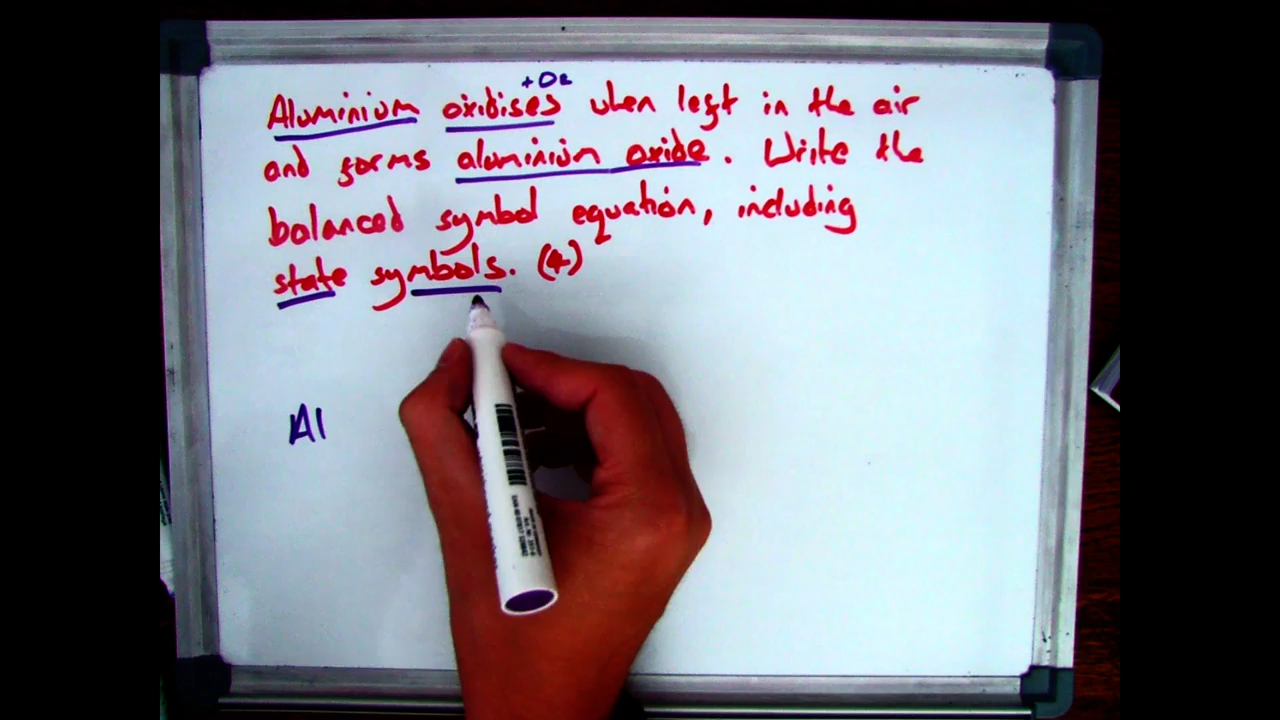 +O2
Aluminium oxidises when left in the air
and forms aluminium oxide. Write the
balanced symbol equation, including
state symbols. (4)
Al